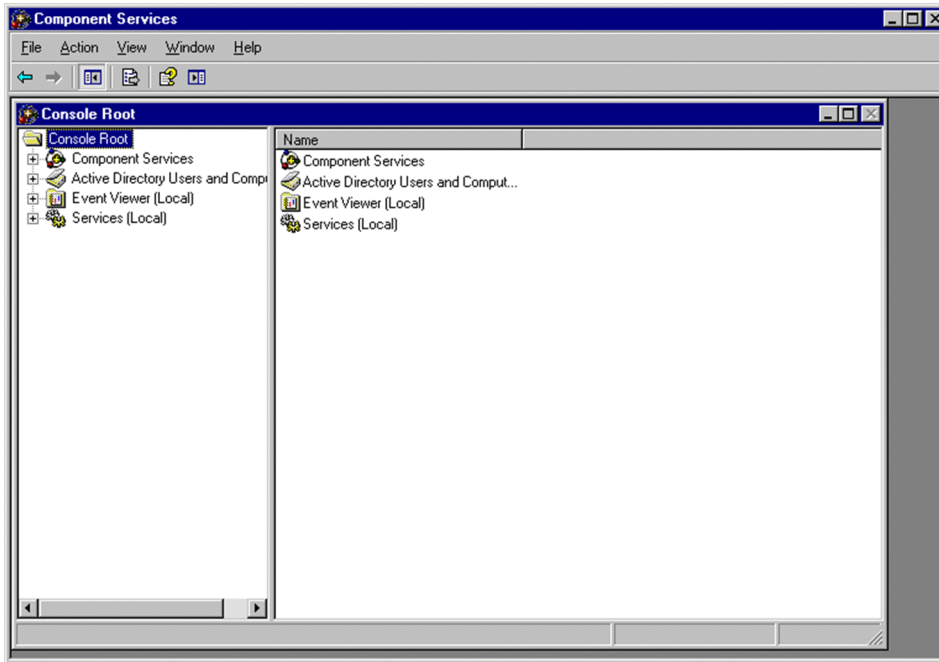 Component Services
File Action View Window Help
Console Root
Console Root
Component Services
Active Directory Users and Compu
Event Viewer (Local)
Services (Local)
Name
Component Services
Active Directory Users and Comput...
Event Viewer (Local)
Services (Local)